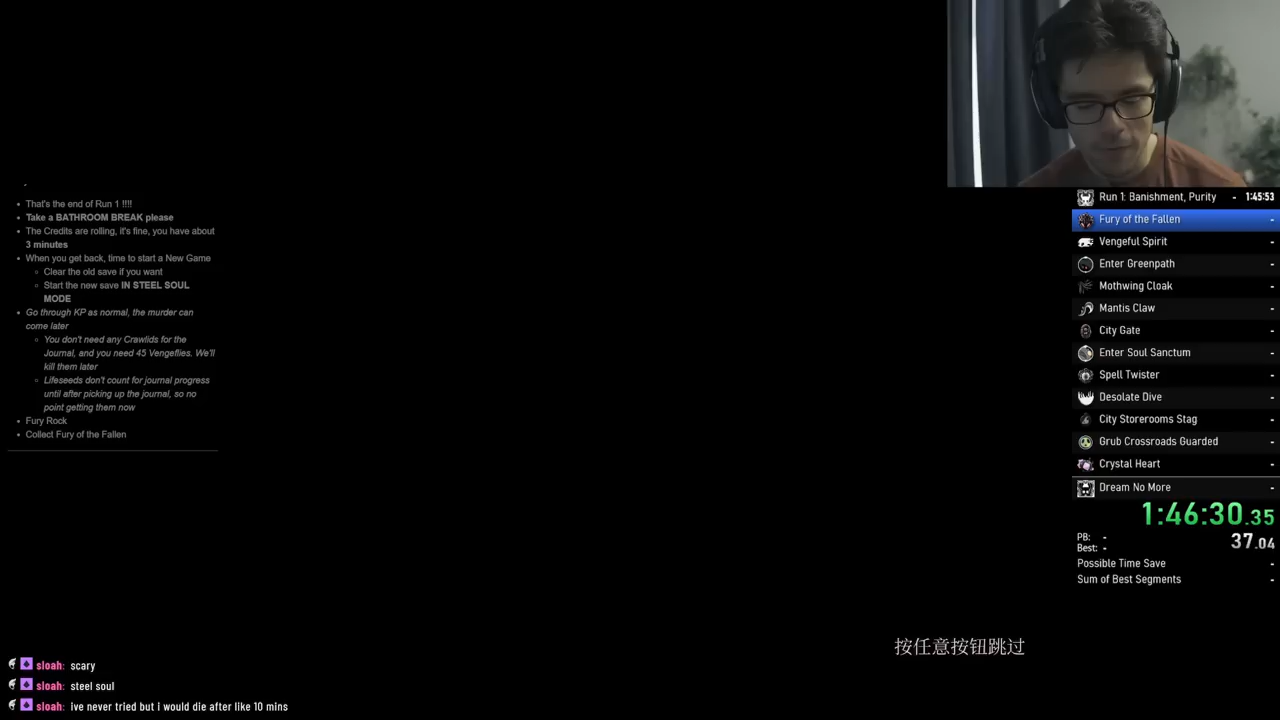 That's the end of Run 1 !!!!
Take a BATHROOM BREAK please
The Credits are rolling, it's fine, you have about
3 minutes
When you get back, time to start a New Game
Clear the old save if you want
Start the new save IN STEEL SOUL
MODE
Go through KP as normal, the murder can
come later
You don't need any Crawlids for the
Journal, and you need 45 Vengeflies. We'll
kill them later
Lifeseeds don't count for journal progress
until after picking up the journal, so no
point getting them now
Fury Rock
Collect Fury of the Fallen
Run 1: Banishment, Purity - 1:45:53
Fury of the Fallen -
Vengeful Spirit -
Enter Greenpath -
Mothwing Cloak -
Mantis Claw -
City Gate -
Enter Soul Sanctum -
Spell Twister -
Desolate Dive -
City Storerooms Stag -
Grub Crossroads Guarded -
Crystal Heart -
Dream No More -
1:46:30.35
PB: -
Best: -
37.04
Possible Time Save -
Sum of Best Segments -
按任意按钮跳过
sloah: scary
sloah: steel soul
sloah: ive never tried but i would die after like 10 mins